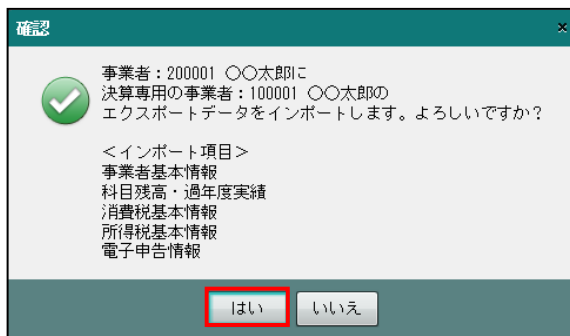 確認
×
事業者：200001 〇〇太郎に
決算専用の事業者：100001 〇〇太郎の
エクスポートデータをインポートします。よろしいですか？
＜インポート項目＞
事業者基本情報
科目残高・過年度実績
消費税基本情報
所得税基本情報
電子申告情報
はい
いいえ